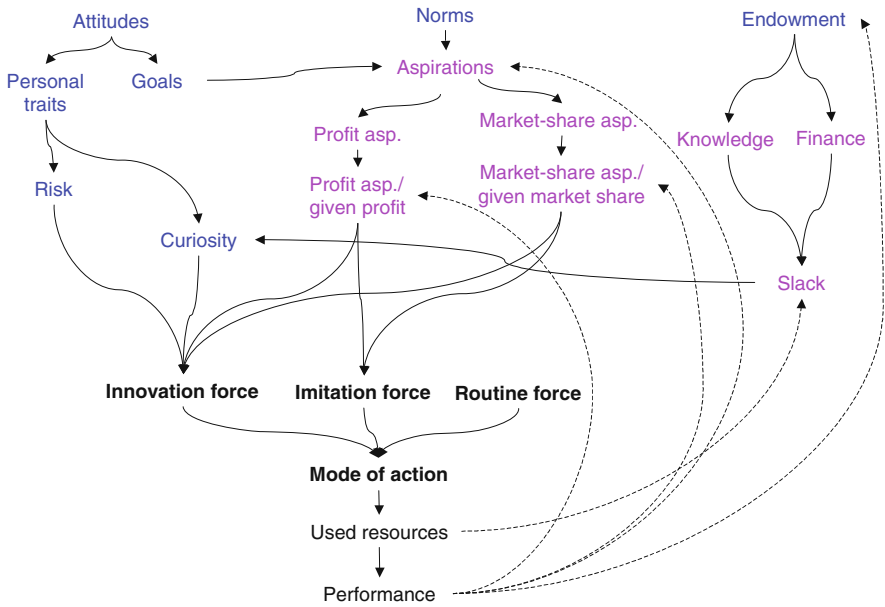 Attitudes
Norms
Endowment
Personal
traits
Goals
Aspirations
Profit asp.
Market-share asp.
Knowledge
Finance
Risk
Profit asp./
given profit
Market-share asp./
given market share
Curiosity
Slack
Innovation force
Imitation force
Routine force
Mode of action
Used resources
Performance